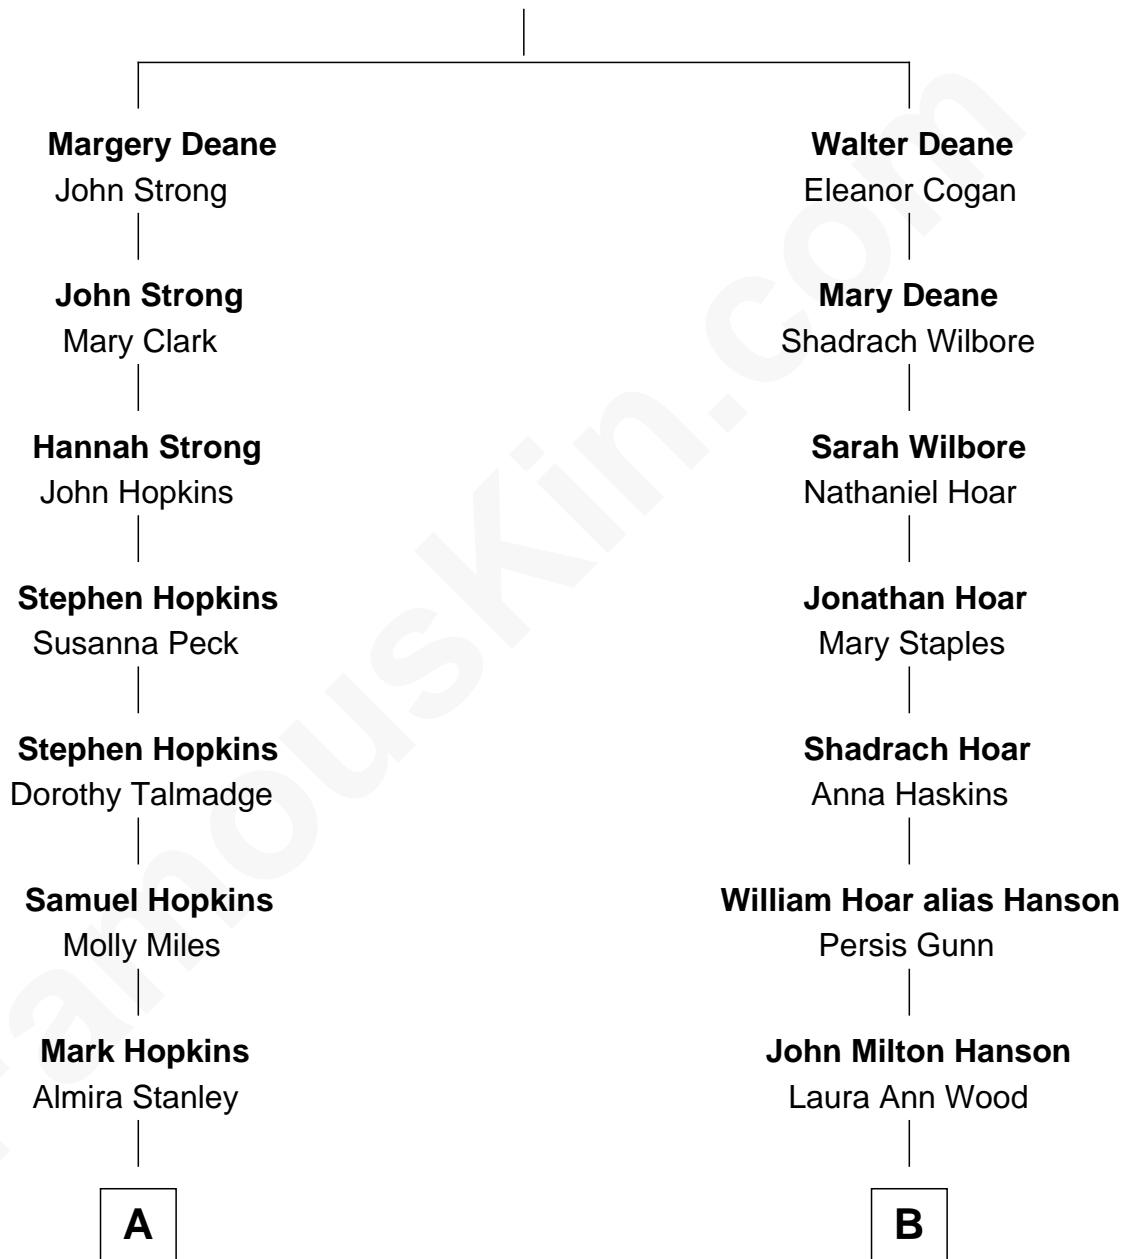 Margery Deane
John Strong
John Strong
Mary Clark
Hannah Strong
John Hopkins
Stephen Hopkins
Susanna Peck
Stephen Hopkins
Dorothy Talmadge
Samuel Hopkins
Molly Miles
Mark Hopkins
Almira Stanley
A
Walter Deane
Eleanor Cogan
Mary Deane
Shadrach Wilbore
Sarah Wilbore
Nathaniel Hoar
Jonathan Hoar
Mary Staples
Shadrach Hoar
Anna Haskins
William Hoar alias Hanson
Persis Gunn
John Milton Hanson
Laura Ann Wood
B
FamousKin.com